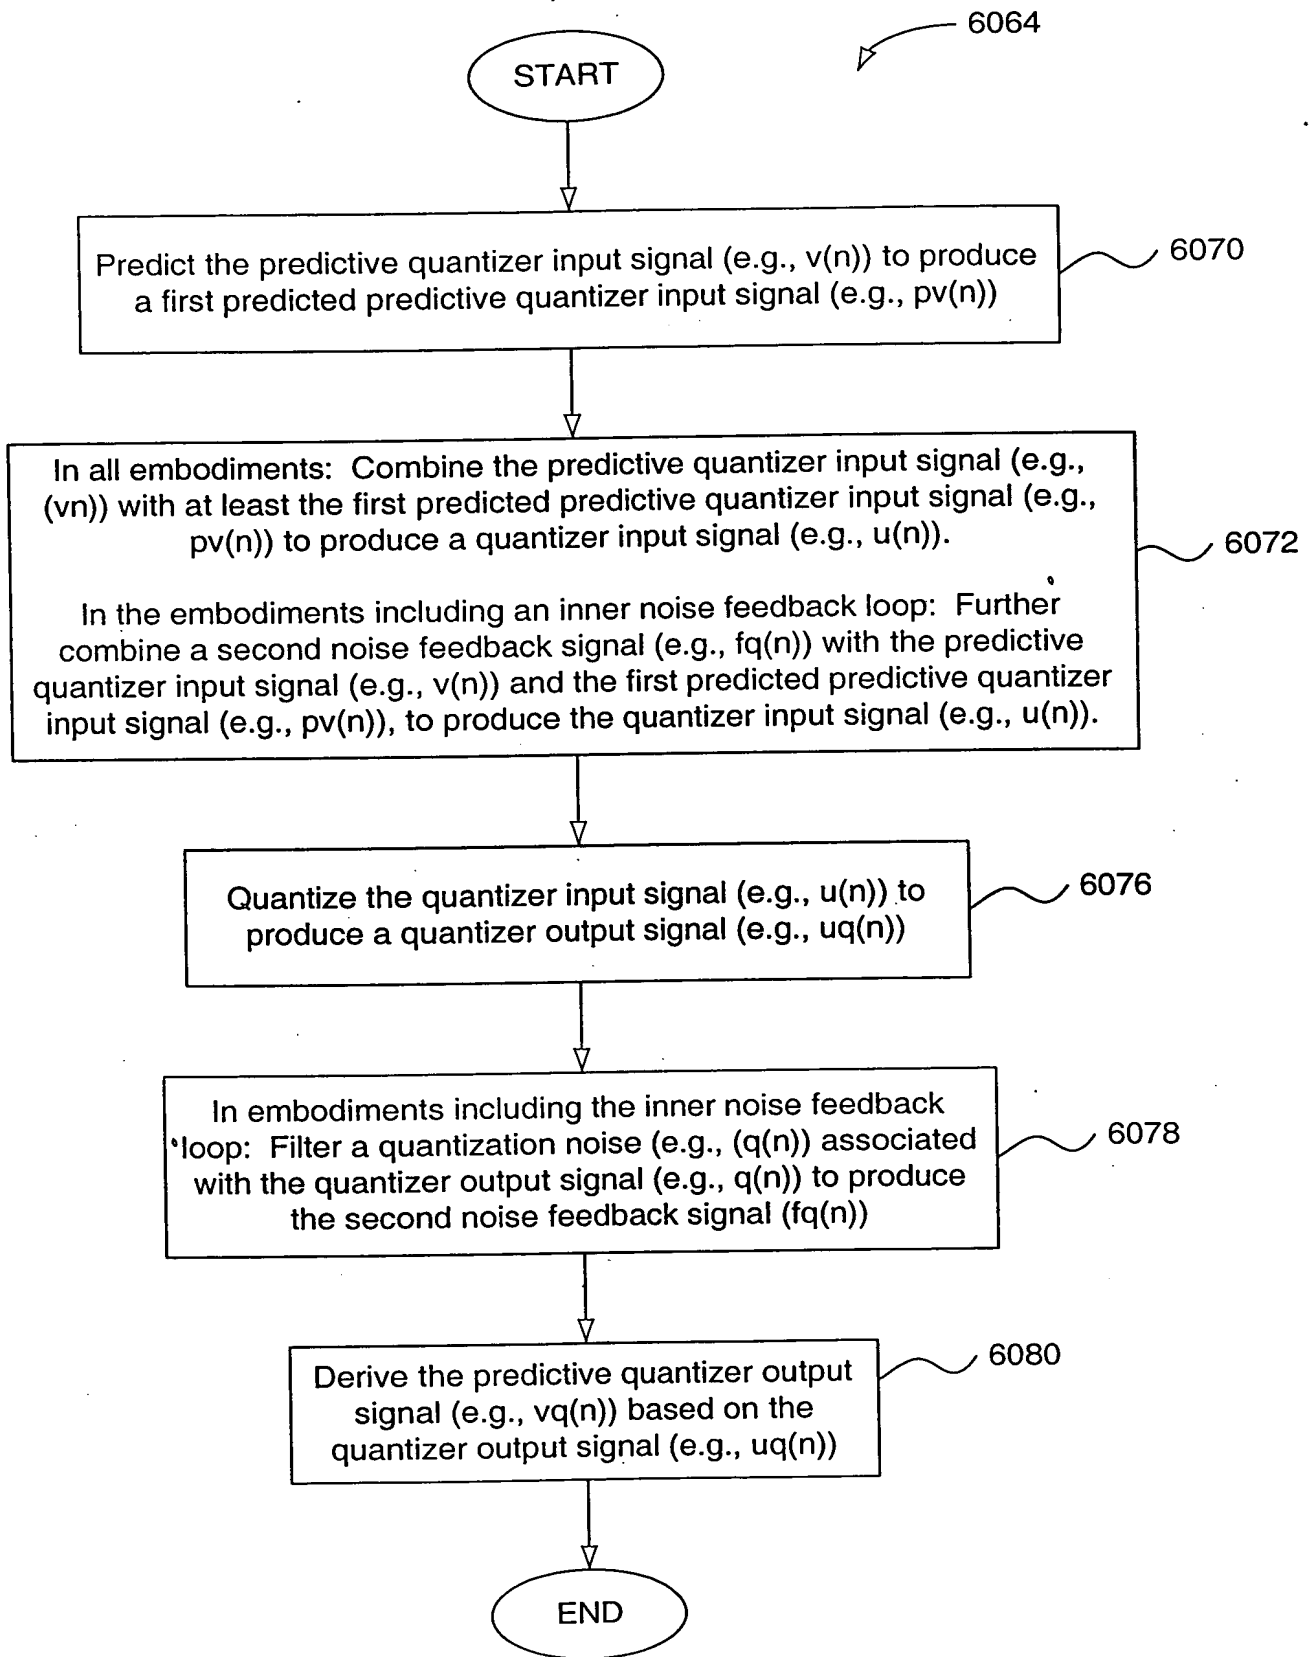 6064
START
Predict the predictive quantizer input signal (e.g., v(n)) to produce
a first predicted predictive quantizer input signal (e.g., pv(n))
6070
In all embodiments: Combine the predictive quantizer input signal (e.g.,
(vn)) with at least the first predicted predictive quantizer input signal (e.g.,
pv(n)) to produce a quantizer input signal (e.g., u(n)).
In the embodiments including an inner noise feedback loop: Further
combine a second noise feedback signal (e.g., fq(n)) with the predictive
quantizer input signal (e.g., v(n)) and the first predicted predictive quantizer
input signal (e.g., pv(n)), to produce the quantizer input signal (e.g., u(n)).
6072
Quantize the quantizer input signal (e.g., u(n)) to
produce a quantizer output signal (e.g., uq(n))
6076
In embodiments including the inner noise feedback
loop: Filter a quantization noise (e.g., (q(n)) associated
with the quantizer output signal (e.g., q(n)) to produce
the second noise feedback signal (fq(n))
6078
Derive the predictive quantizer output
signal (e.g., vq(n)) based on the
quantizer output signal (e.g., uq(n))
6080
END